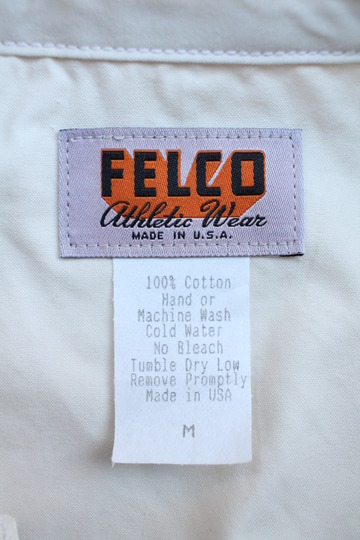 FELCO
Athletic Wear
MADE IN U.S.A.
100% Cotton
Hand or
Machine Wash
Cold Water
No Bleach
Tumble Dry Low
Remove Promptly
Made in USA
M